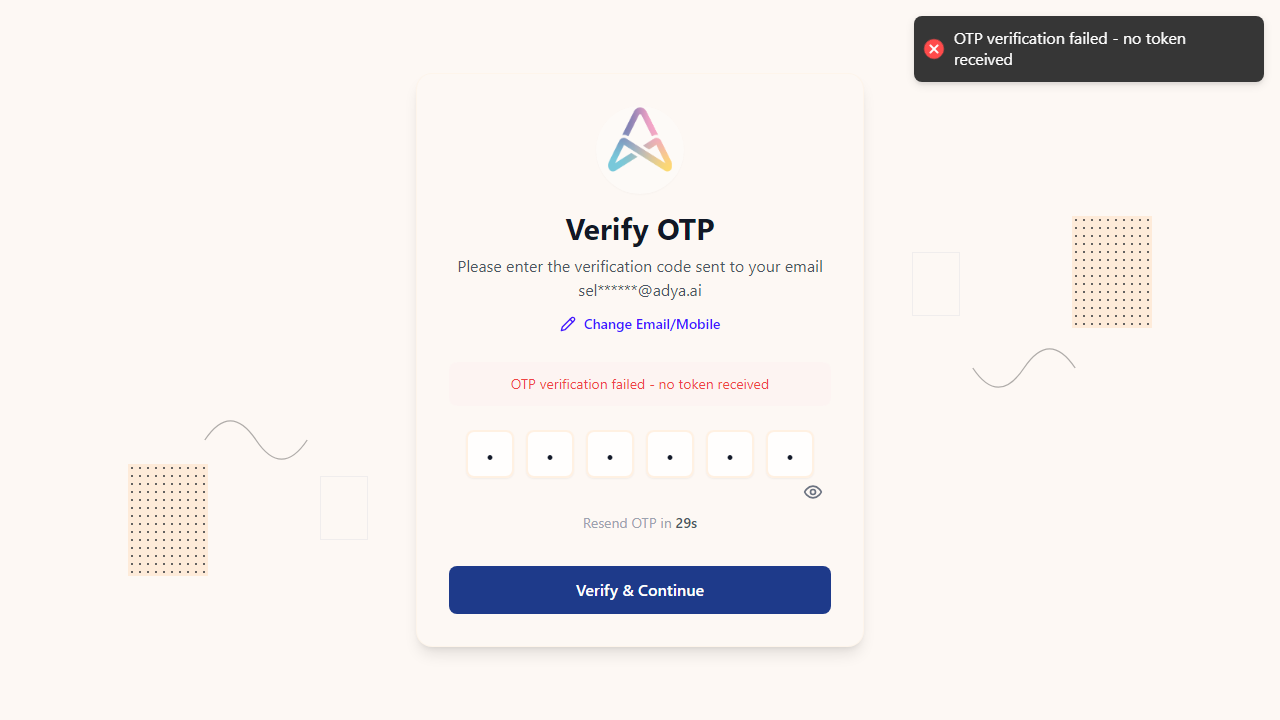 OTP verification failed - no token
received
Verify OTP
Please enter the verification code sent to your email
sel******@adya.ai
Change Email/Mobile
OTP verification failed - no token received
Resend OTP in 29s
Verify & Continue